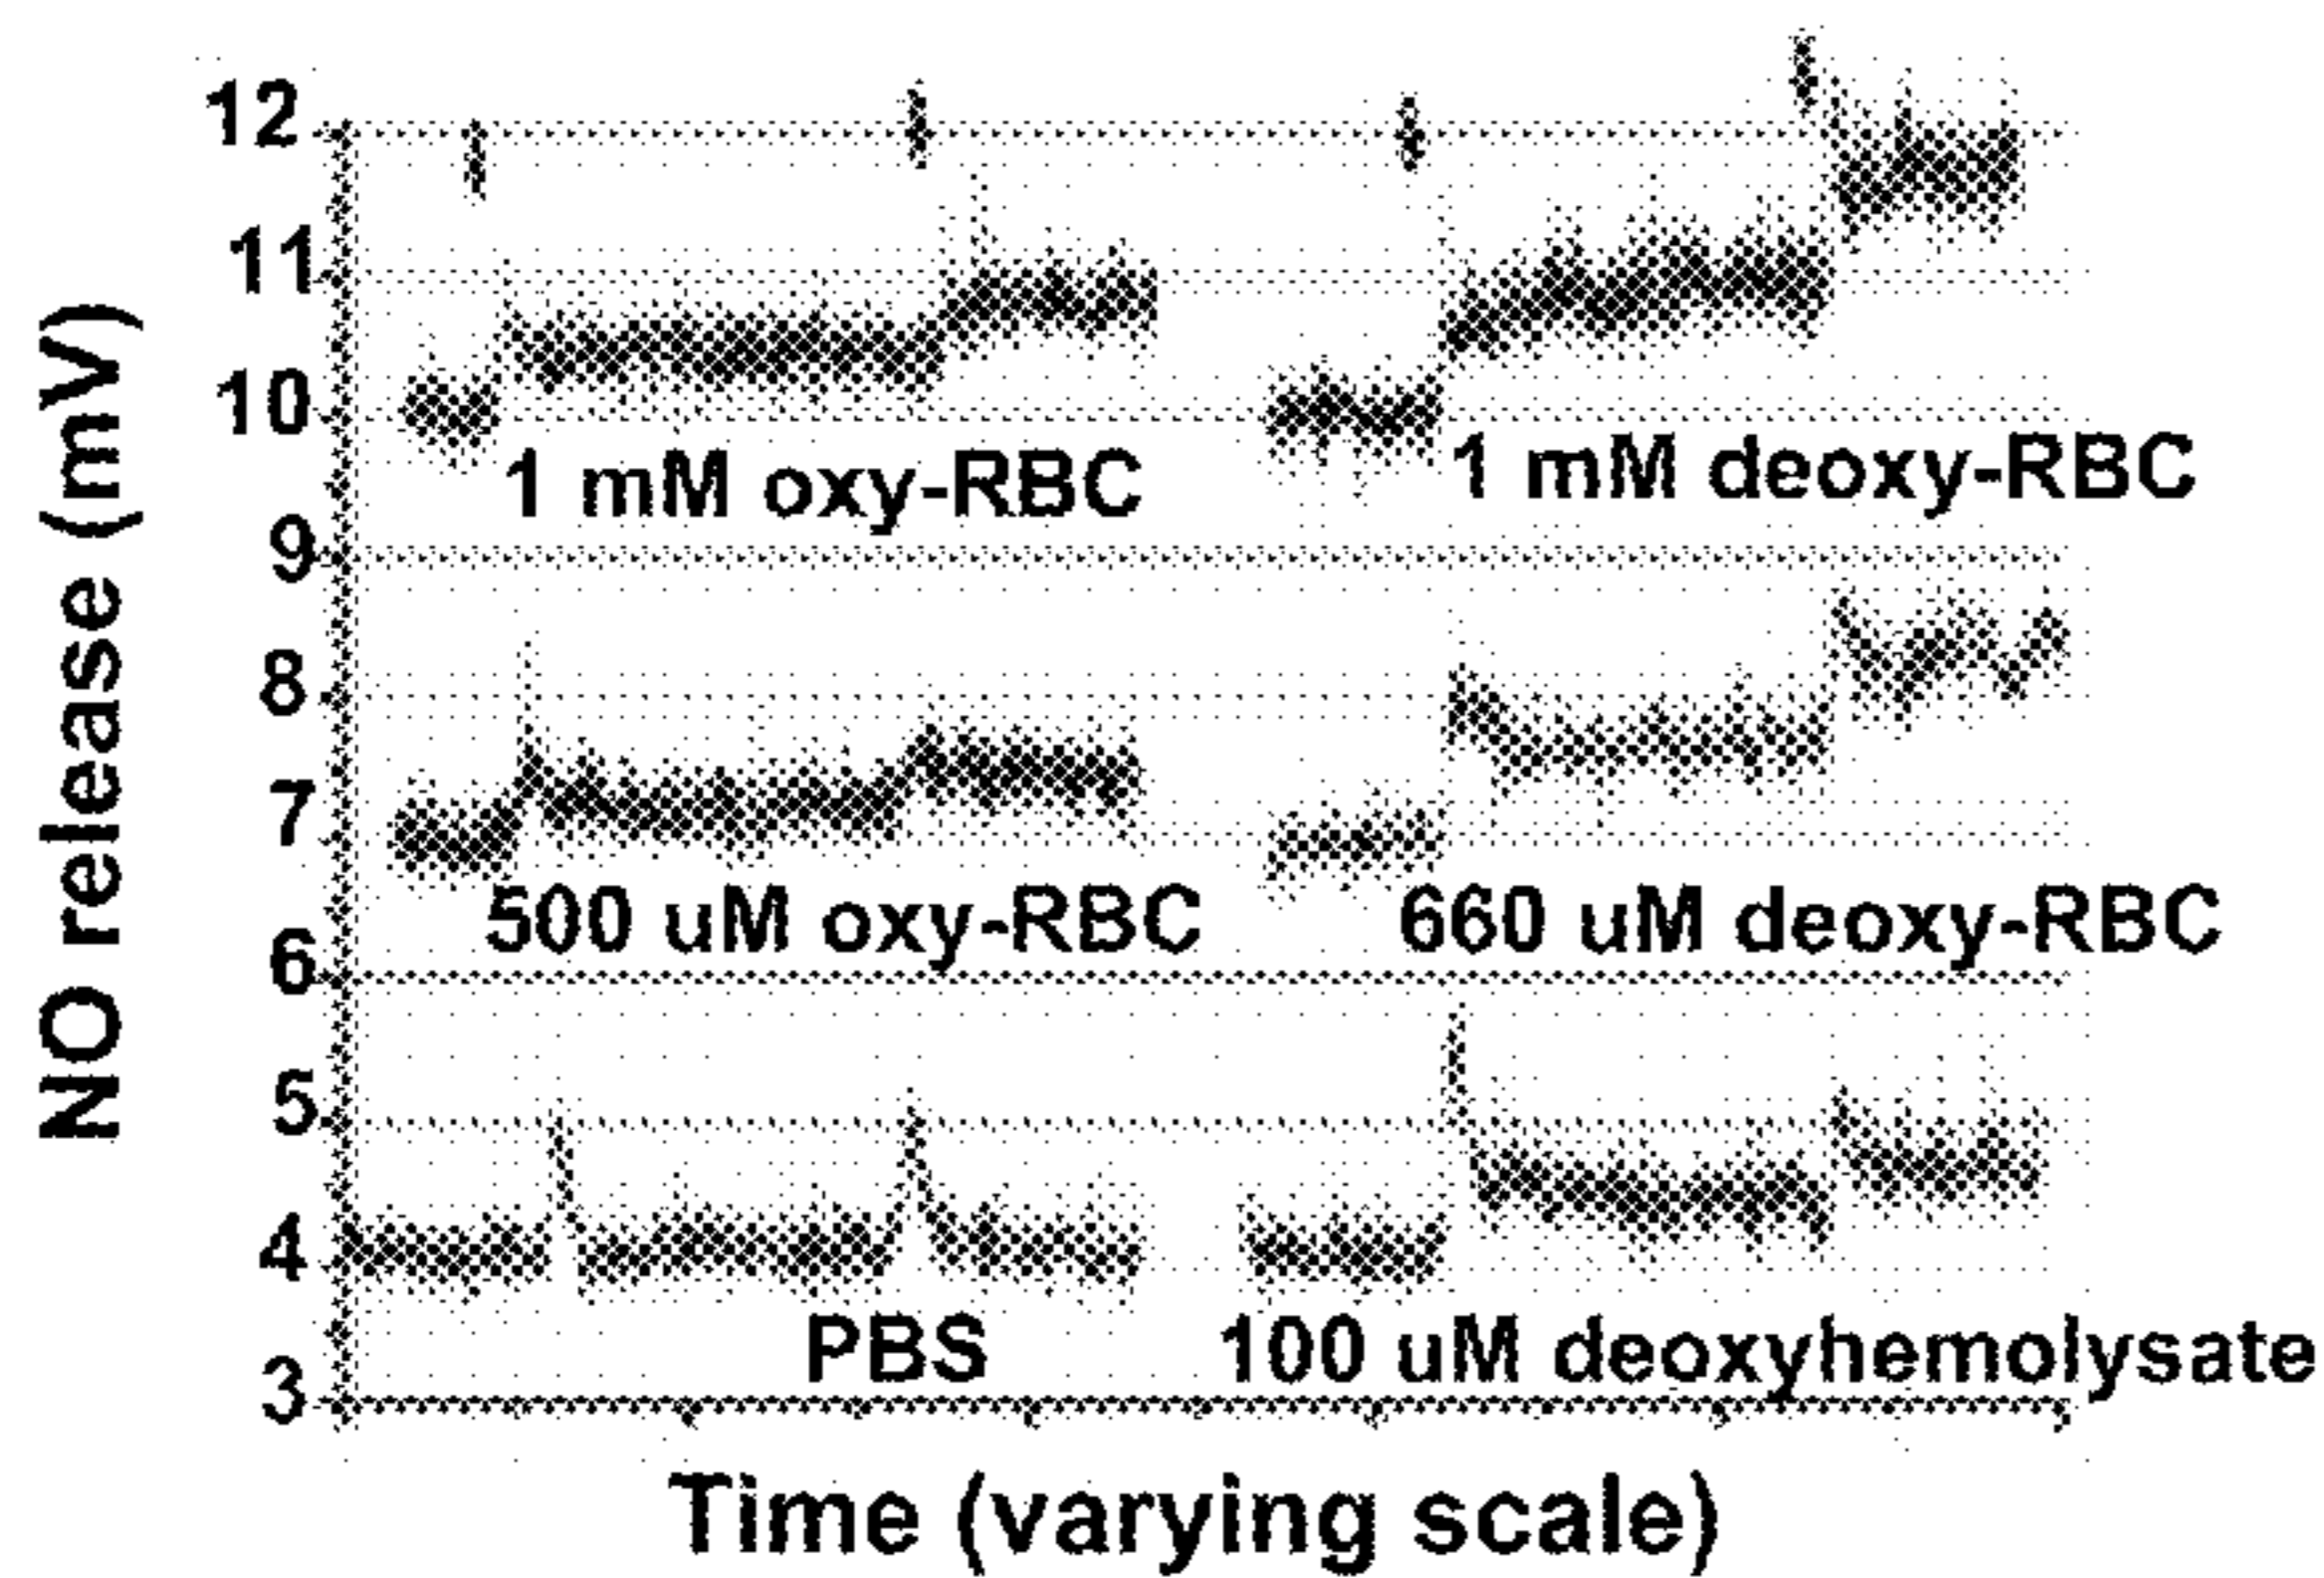 NO release (mV)
12
11
10
9
8
7
6
5
4
3
1 mM oxy-RBC
1 mM deoxy-RBC
500 uM oxy-RBC
660 uM deoxy-RBC
PBS
100 uM deoxyhemolysate
Time (varying scale)